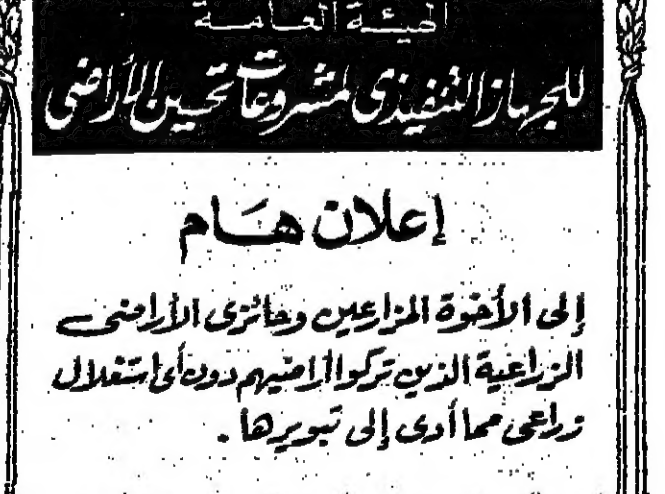 الهيئة العامة
للجهاز التنفيذى لمشروعات تحسين الأراضى
إعلان هام
إلى الأخوة المزارعين وحائزى الأراضى
الزراعية الذين تركوا أراضيهم دون أى استغلال
زراعى مما أدى إلى تبويرها .